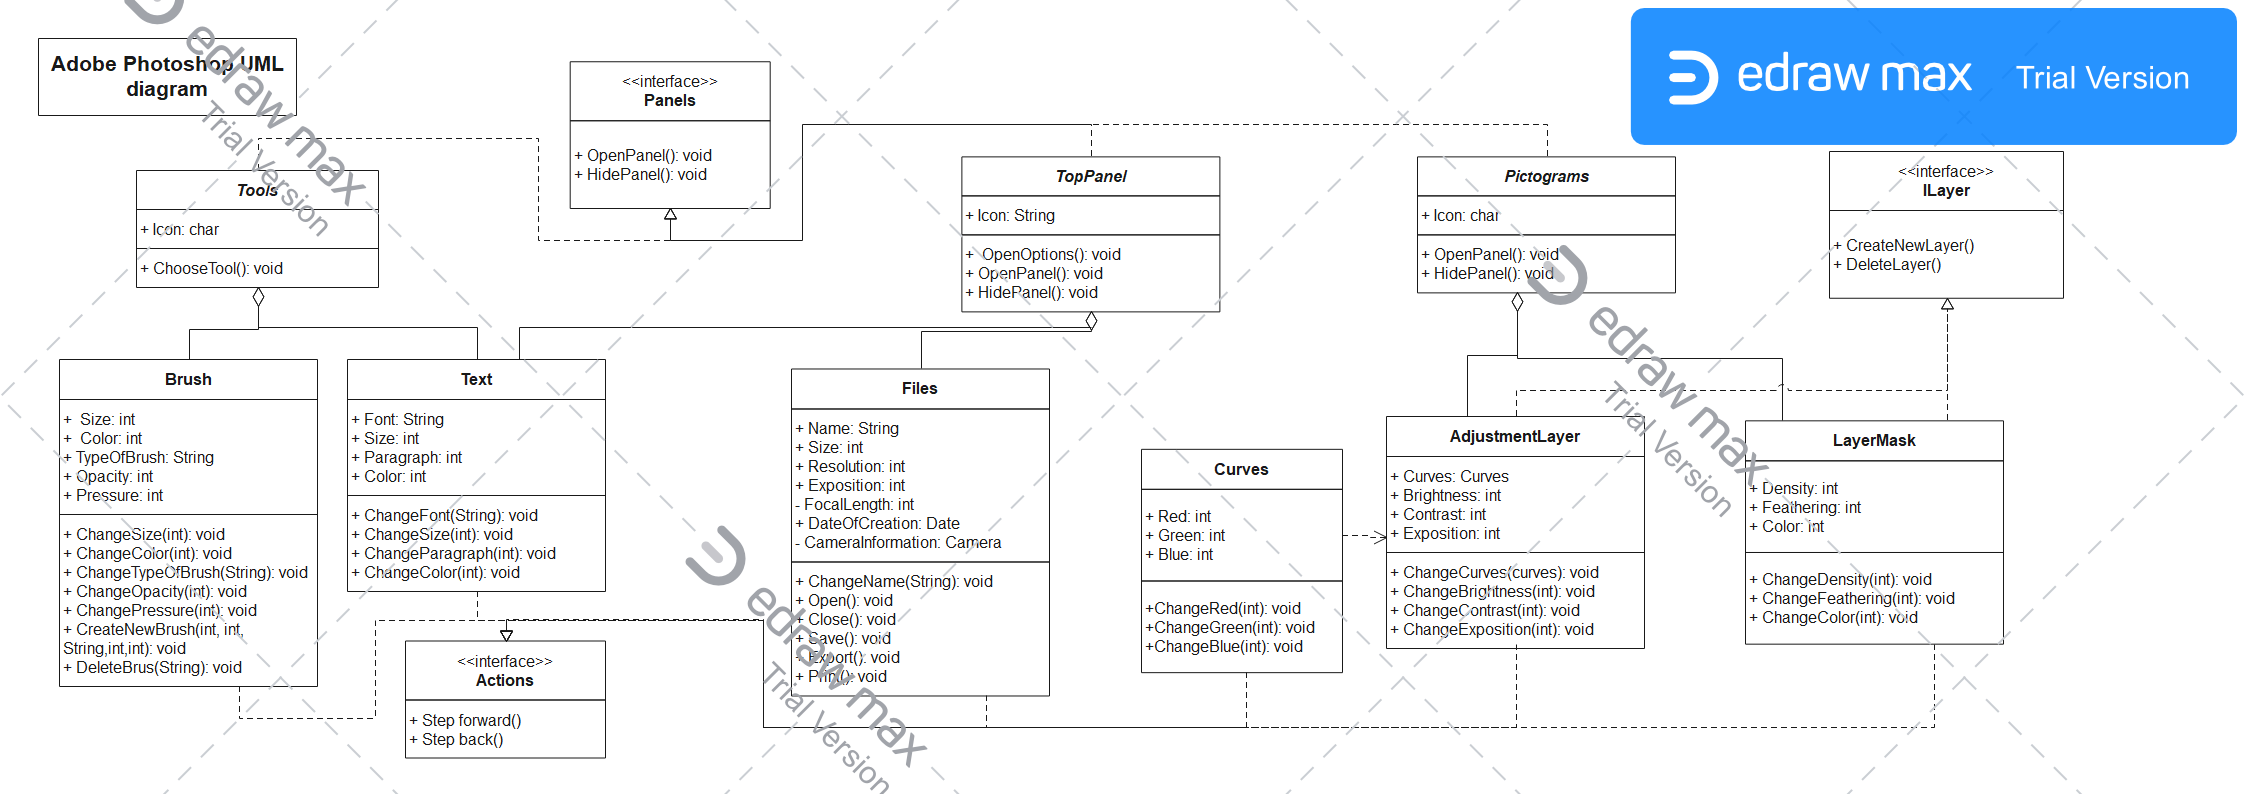 Adobe Photoshop UML
diagram
edraw max Trial Version
<<interface>>
Panels
+ OpenPanel(): void
+ HidePanel(): void
Tools
+ Icon: char
+ ChooseTool(): void
TopPanel
+ Icon: String
+ OpenOptions(): void
+ OpenPanel(): void
+ HidePanel(): void
Pictograms
+ Icon: char
+ OpenPanel(): void
+ HidePanel(): void
<<interface>>
ILayer
+ CreateNewLayer()
+ DeleteLayer()
Brush
+ Size: int
+ Color: int
+ TypeOfBrush: String
+ Opacity: int
+ Pressure: int
+ ChangeSize(int): void
+ ChangeColor(int): void
+ ChangeTypeOfBrush(String): void
+ ChangeOpacity(int): void
+ ChangePressure(int): void
+ CreateNewBrush(int, int,
String,int,int): void
+ DeleteBrus(String): void
Text
+ Font: String
+ Size: int
+ Paragraph: int
+ Color: int
+ ChangeFont(String): void
+ ChangeSize(int): void
+ ChangeParagraph(int): void
+ ChangeColor(int): void
Files
+ Name: String
+ Size: int
+ Resolution: int
+ Exposition: int
- FocalLength: int
+ DateOfCreation: Date
- CameraInformation: Camera
+ ChangeName(String): void
+ Open(): void
+ Close(): void
+ Save(): void
+ Export(): void
+ Print(): void
Curves
+ Red: int
+ Green: int
+ Blue: int
+ChangeRed(int): void
+ChangeGreen(int): void
+ChangeBlue(int): void
AdjustmentLayer
+ Curves: Curves
+ Brightness: int
+ Contrast: int
+ Exposition: int
+ ChangeCurves(curves): void
+ ChangeBrightness(int): void
+ ChangeContrast(int): void
+ ChangeExposition(int): void
LayerMask
+ Density: int
+ Feathering: int
+ Color: int
+ ChangeDensity(int): void
+ ChangeFeathering(int): void
+ ChangeColor(int): void
<<interface>>
Actions
+ Step forward()
+ Step back()
edraw max
Trial Version
edraw max
Trial Version
edraw max
Trial Version